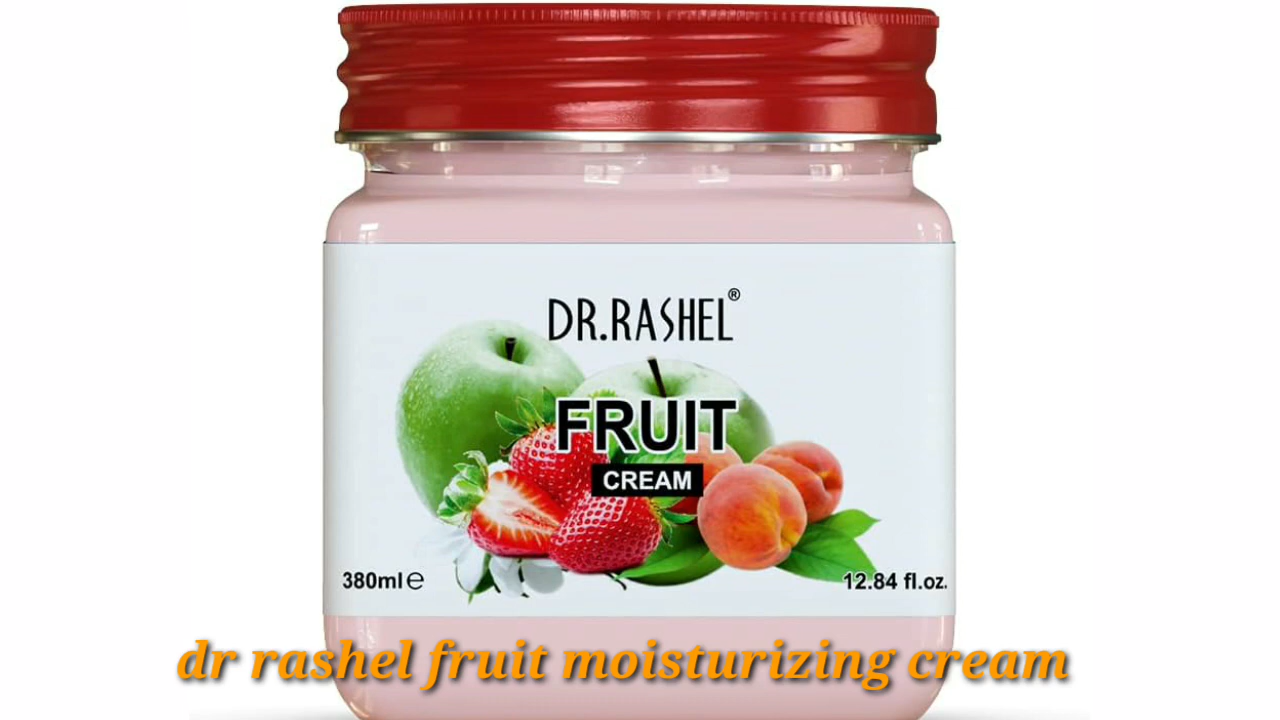 DR.RASHEL®
FRUIT
CREAM
380ml℮
12.84 fl.oz.
dr rashel fruit moisturizing cream